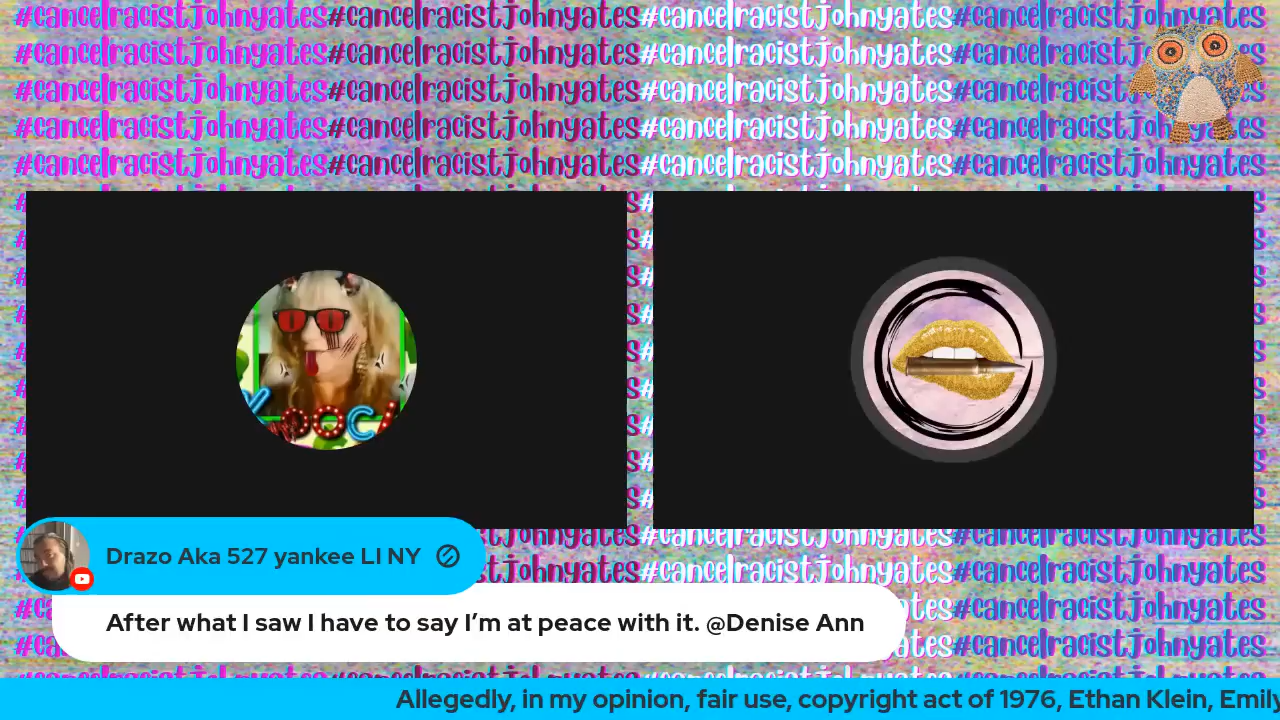 #cancelracistjohnyates#cancelracistjohnyates#cancelracistjohnyates#cancelracistjohnyates
#cancelracistjohnyates#cancelracistjohnyates#cancelracistjohnyates#cancelracistjohnyates
#cancelracistjohnyates#cancelracistjohnyates#cancelracistjohnyates#cancelracistjohnyates
#cancelracistjohnyates#cancelracistjohnyates#cancelracistjohnyates#cancelracistjohnyates
#cancelracistjohnyates#cancelracistjohnyates#cancelracistjohnyates#cancelracistjohnyates
Drazo Aka 527 yankee LI NY
After what I saw I have to say I’m at peace with it. @Denise Ann
Allegedly, in my opinion, fair use, copyright act of 1976, Ethan Klein, Emily